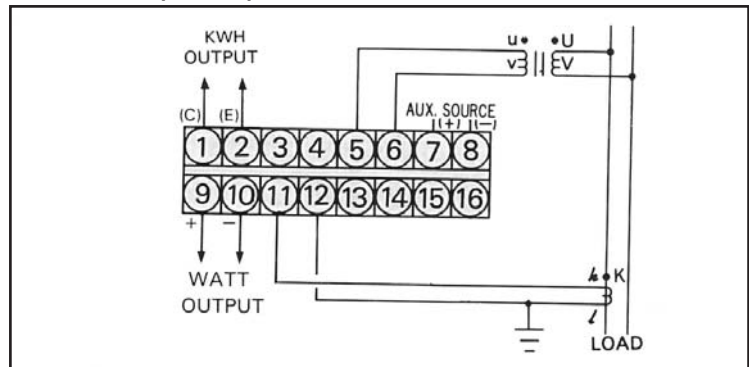 KWH
OUTPUT
u U
v V
AUX. SOURCE
(C) (E) (+) (−)
1 2 3 4 5 6 7 8
9 10 11 12 13 14 15 16
+ −
WATT
OUTPUT
k K
l
LOAD